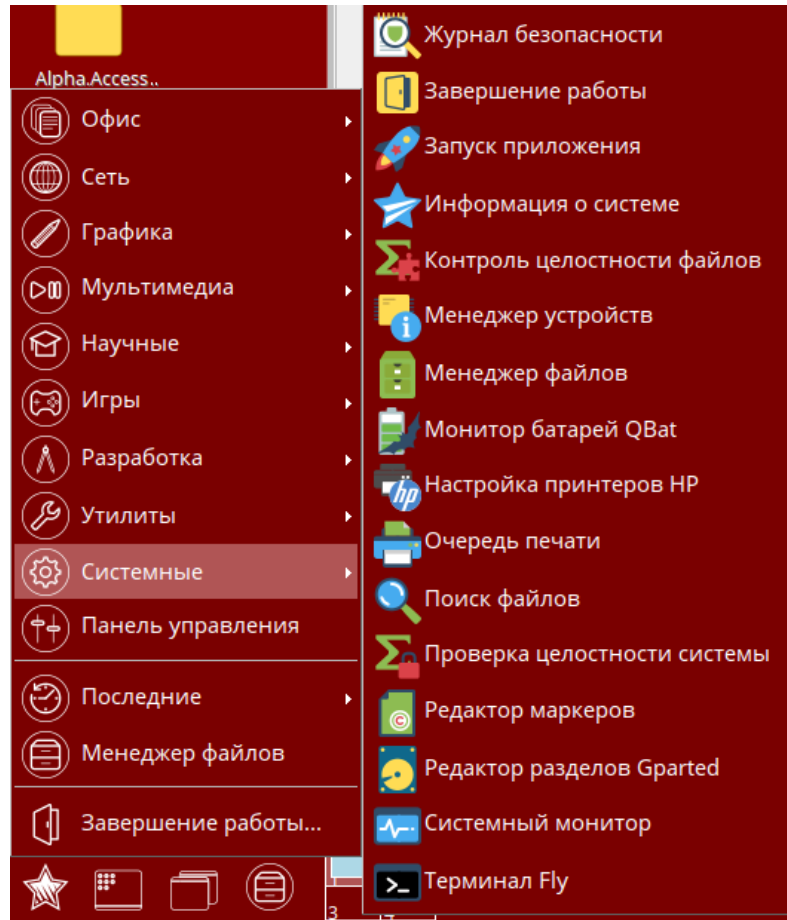 Alpha.Access..
Офис
Сеть
Графика
Мультимедиа
Научные
Игры
Разработка
Утилиты
Системные
Панель управления
Последние
Менеджер файлов
Завершение работы...
Журнал безопасности
Завершение работы
Запуск приложения
Информация о системе
Контроль целостности файлов
Менеджер устройств
Менеджер файлов
Монитор батарей QBat
hp
Настройка принтеров HP
Очередь печати
Поиск файлов
Проверка целостности системы
Редактор маркеров
Редактор разделов Gparted
Системный монитор
Терминал Fly
3